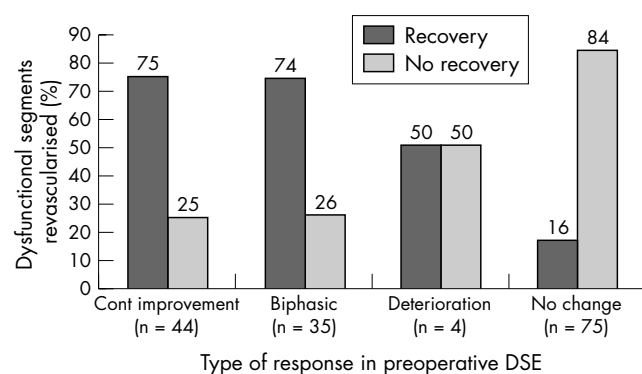 Dysfunctional segments
revascularised (%)
90
80
70
60
50
40
30
20
10
0
Recovery
No recovery
75
25
74
26
50
50
16
84
Cont improvement
(n = 44)
Biphasic
(n = 35)
Deterioration
(n = 4)
No change
(n = 75)
Type of response in preoperative DSE